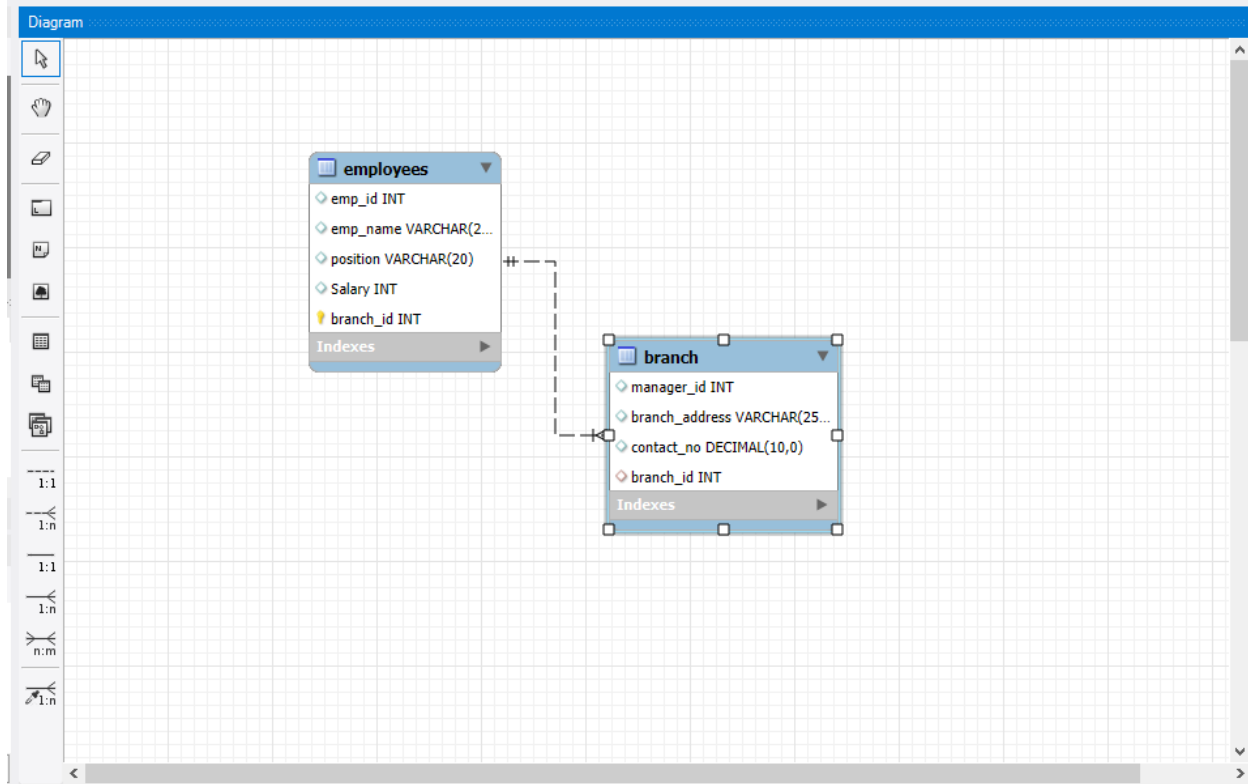 Diagram
employees
emp_id INT
emp_name VARCHAR(2...
position VARCHAR(20)
Salary INT
branch_id INT
Indexes
branch
manager_id INT
branch_address VARCHAR(25...
contact_no DECIMAL(10,0)
branch_id INT
Indexes
1:1
1:n
1:1
1:n
n:m
1:n